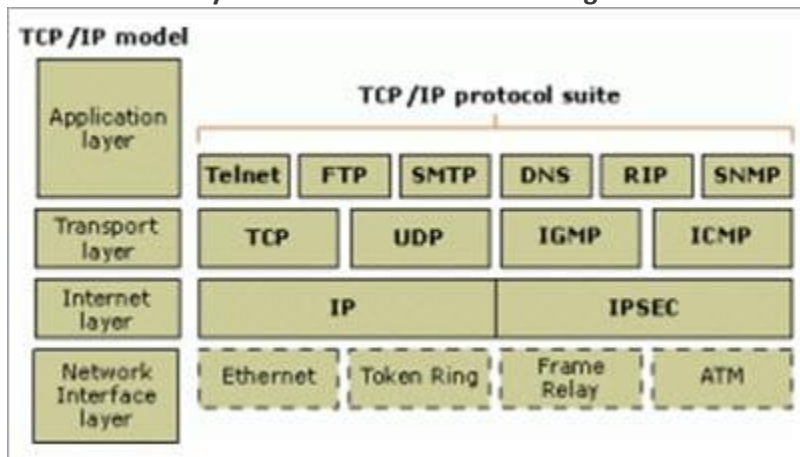 TCP/IP model
Application
layer
TCP/IP protocol suite
Telnet FTP SMTP DNS RIP SNMP
Transport
layer
TCP UDP IGMP ICMP
Internet
layer
IP IPSEC
Network
Interface
layer
Ethernet Token Ring Frame
Relay ATM